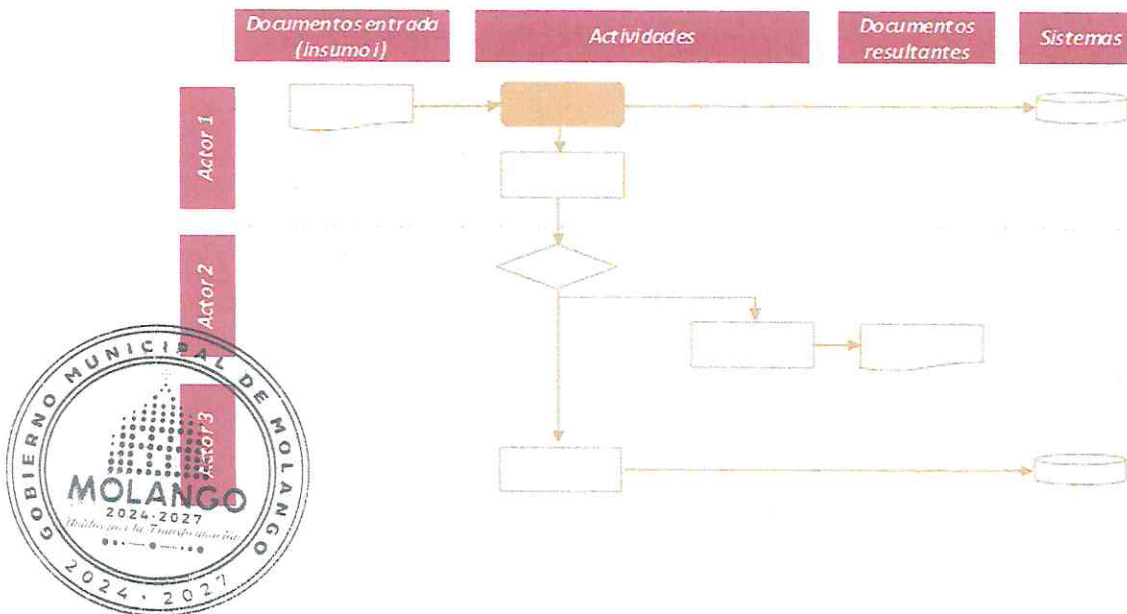 Documentos entrada
(Insumo i)
Actividades
Documentos
resultantes
Sistemas
Actor 1
Actor 2
Actor 3
GOBIERNO MUNICIPAL DE MOLANGO
MOLANGO
2024-2027
2024 · 2027